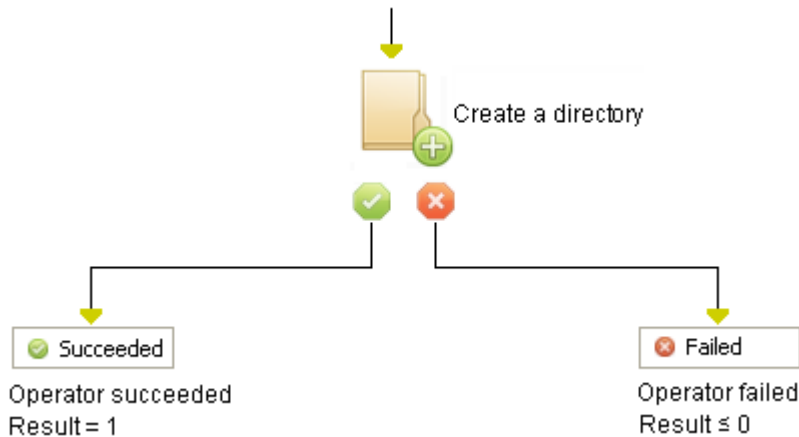 Create a directory
Succeeded
Operator succeeded
Result = 1
Failed
Operator failed
Result ≤ 0